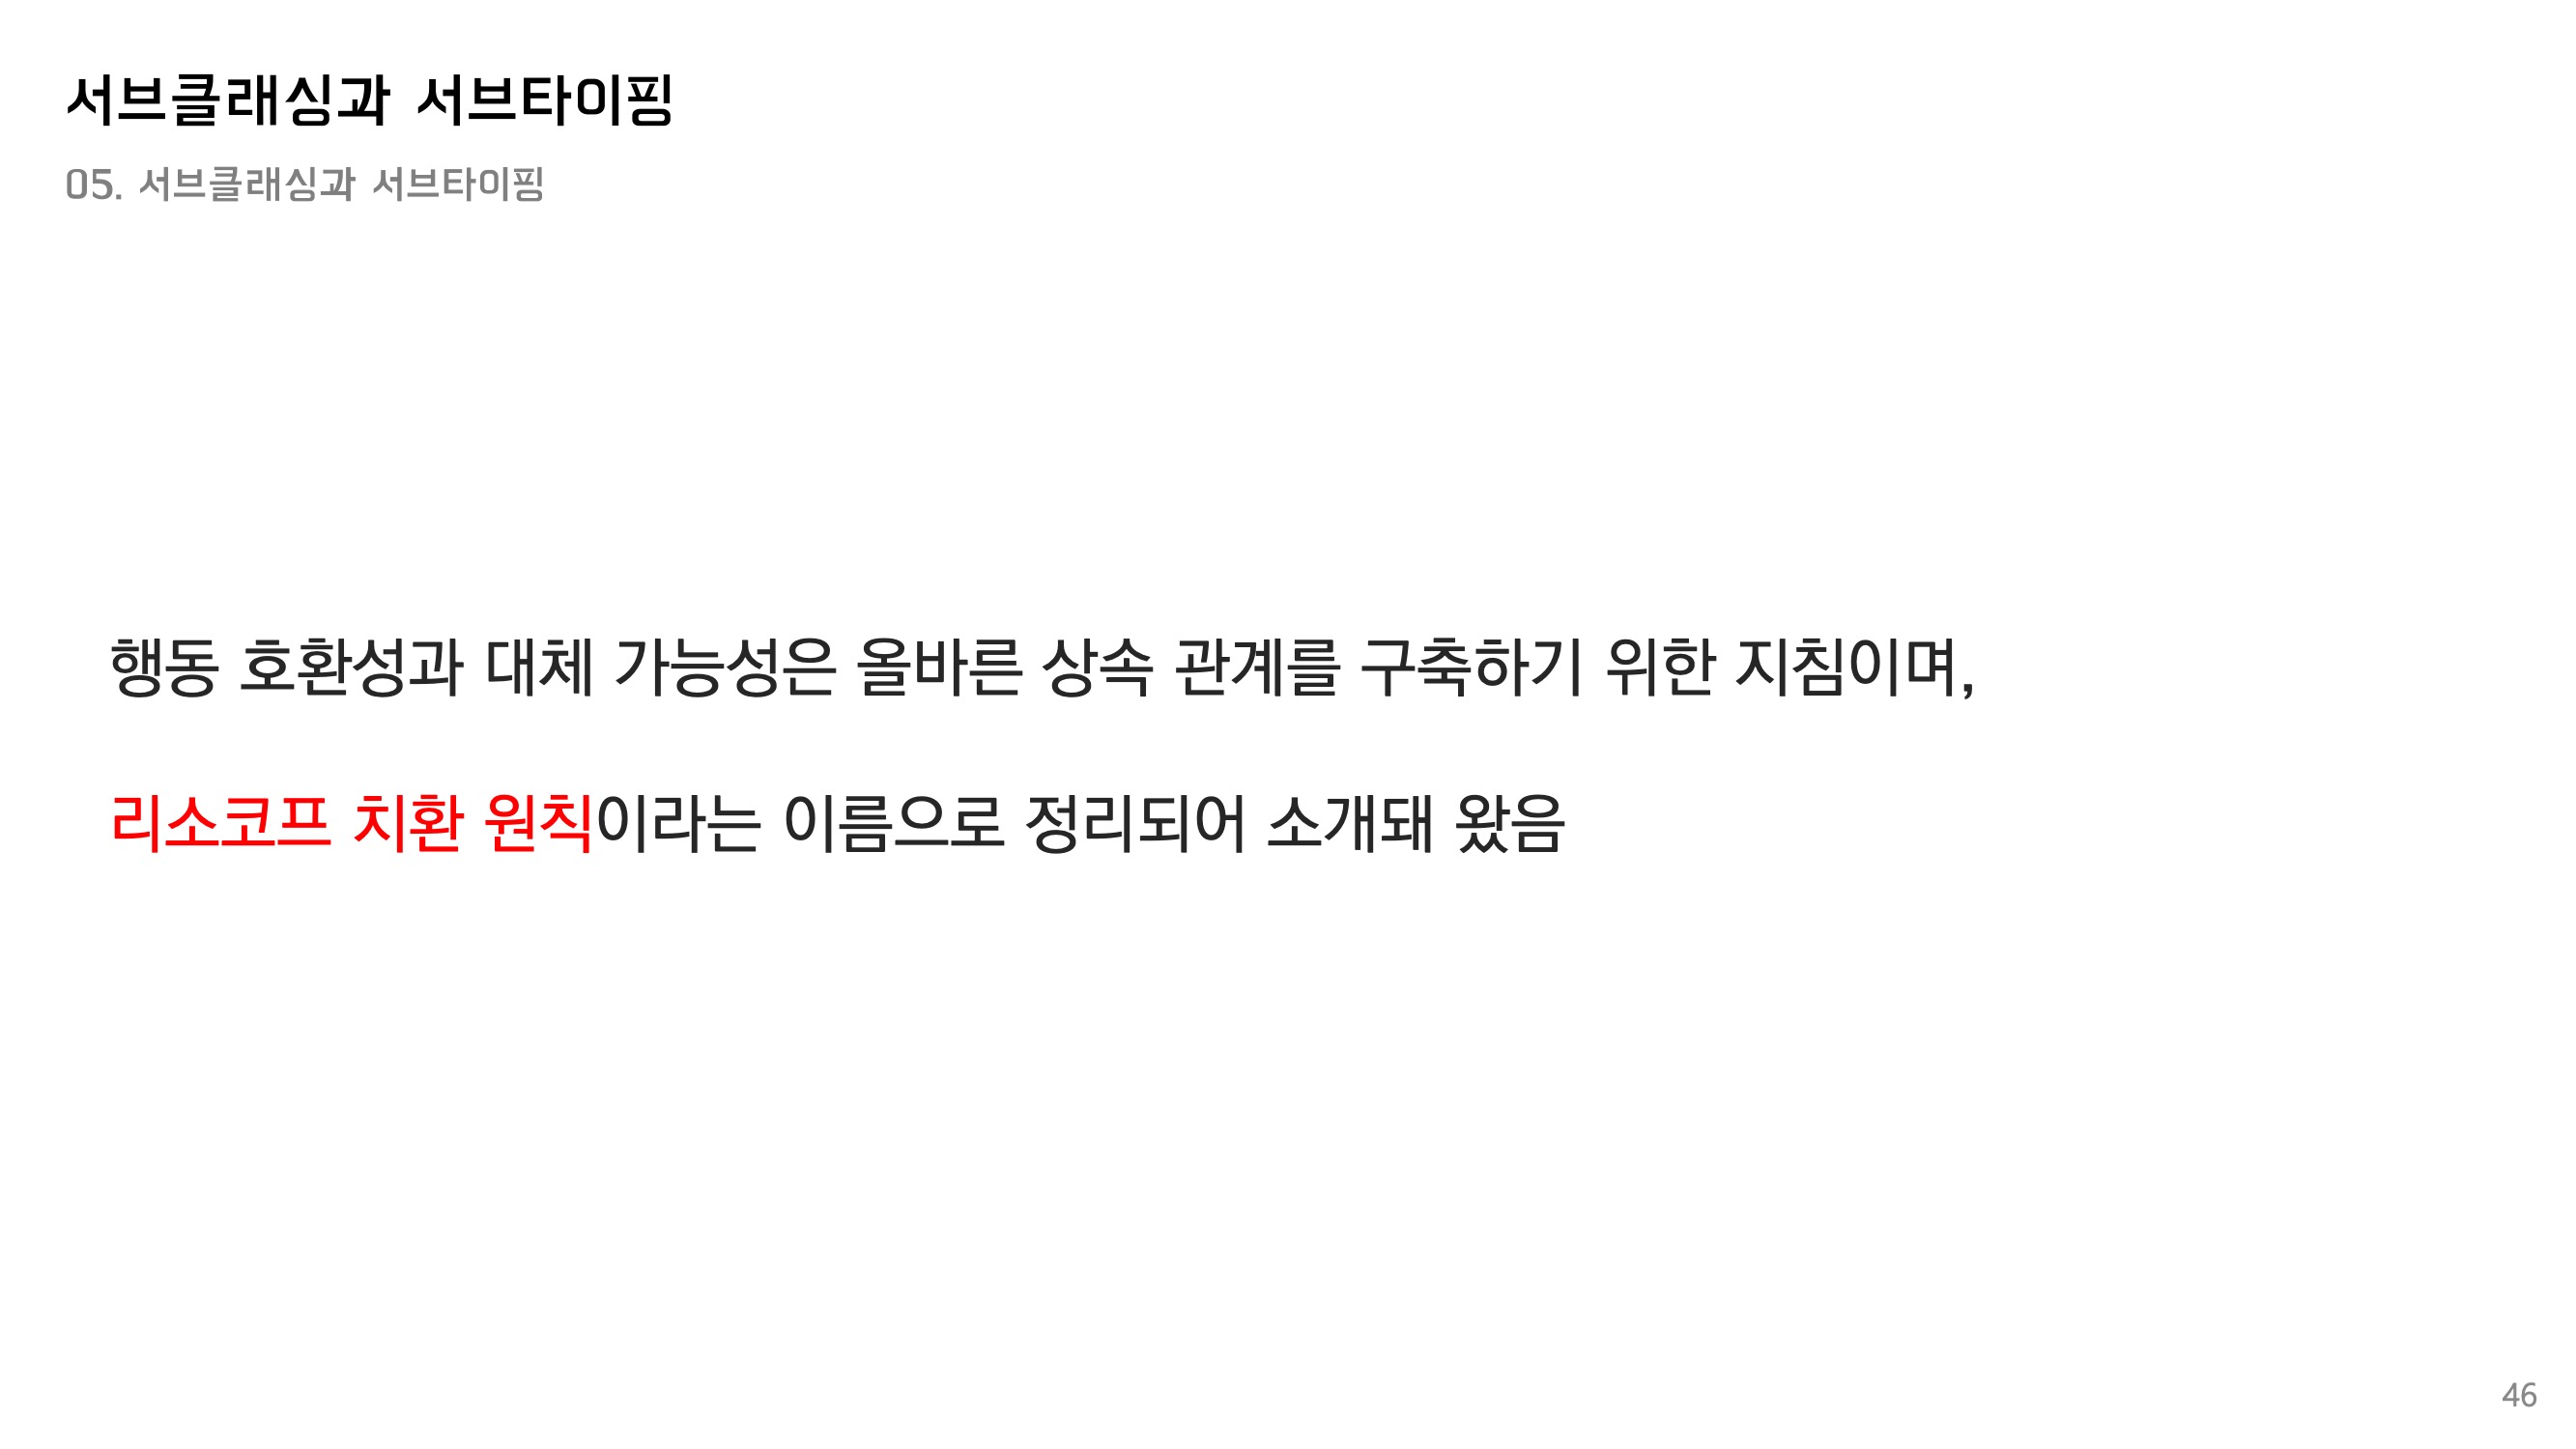 서브클래싱과 서브타이핑
05. 서브클래싱과 서브타이핑
행동 호환성과 대체 가능성은 올바른 상속 관계를 구축하기 위한 지침이며,
리소코프 치환 원칙이라는 이름으로 정리되어 소개돼 왔음
46